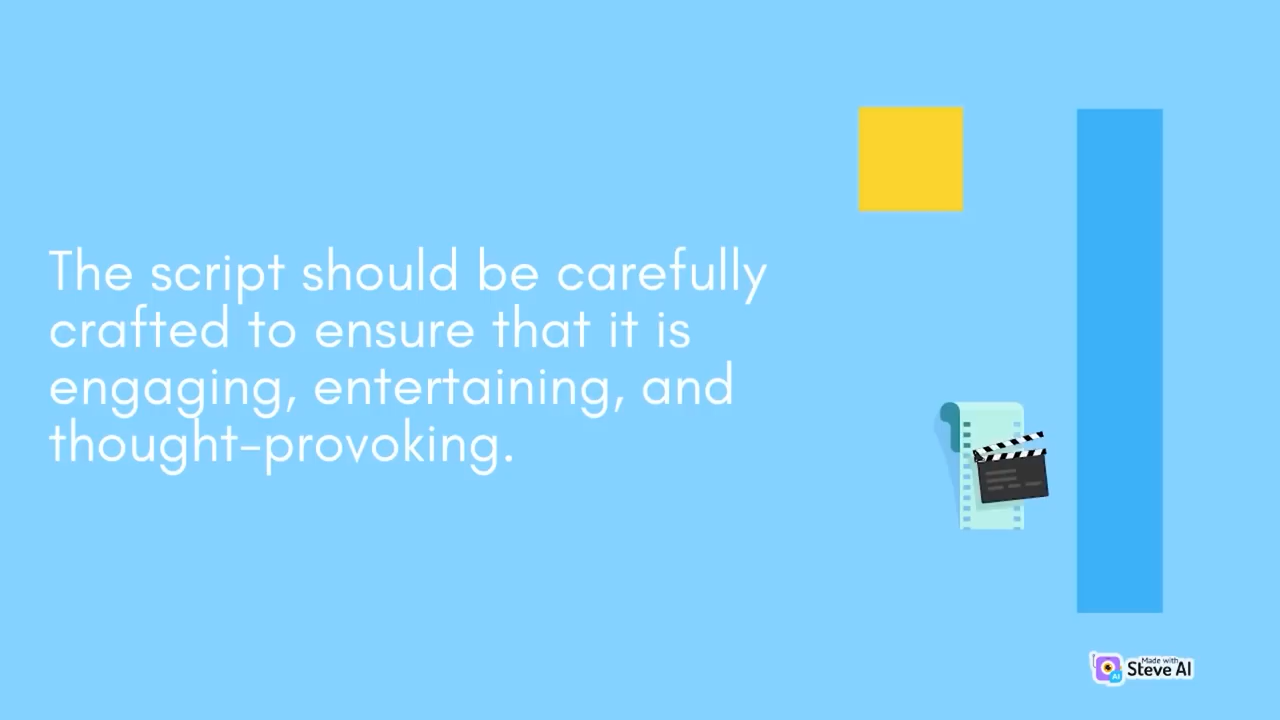 The script should be carefully
crafted to ensure that it is
engaging, entertaining, and
thought-provoking.
Made with
Steve AI
AI